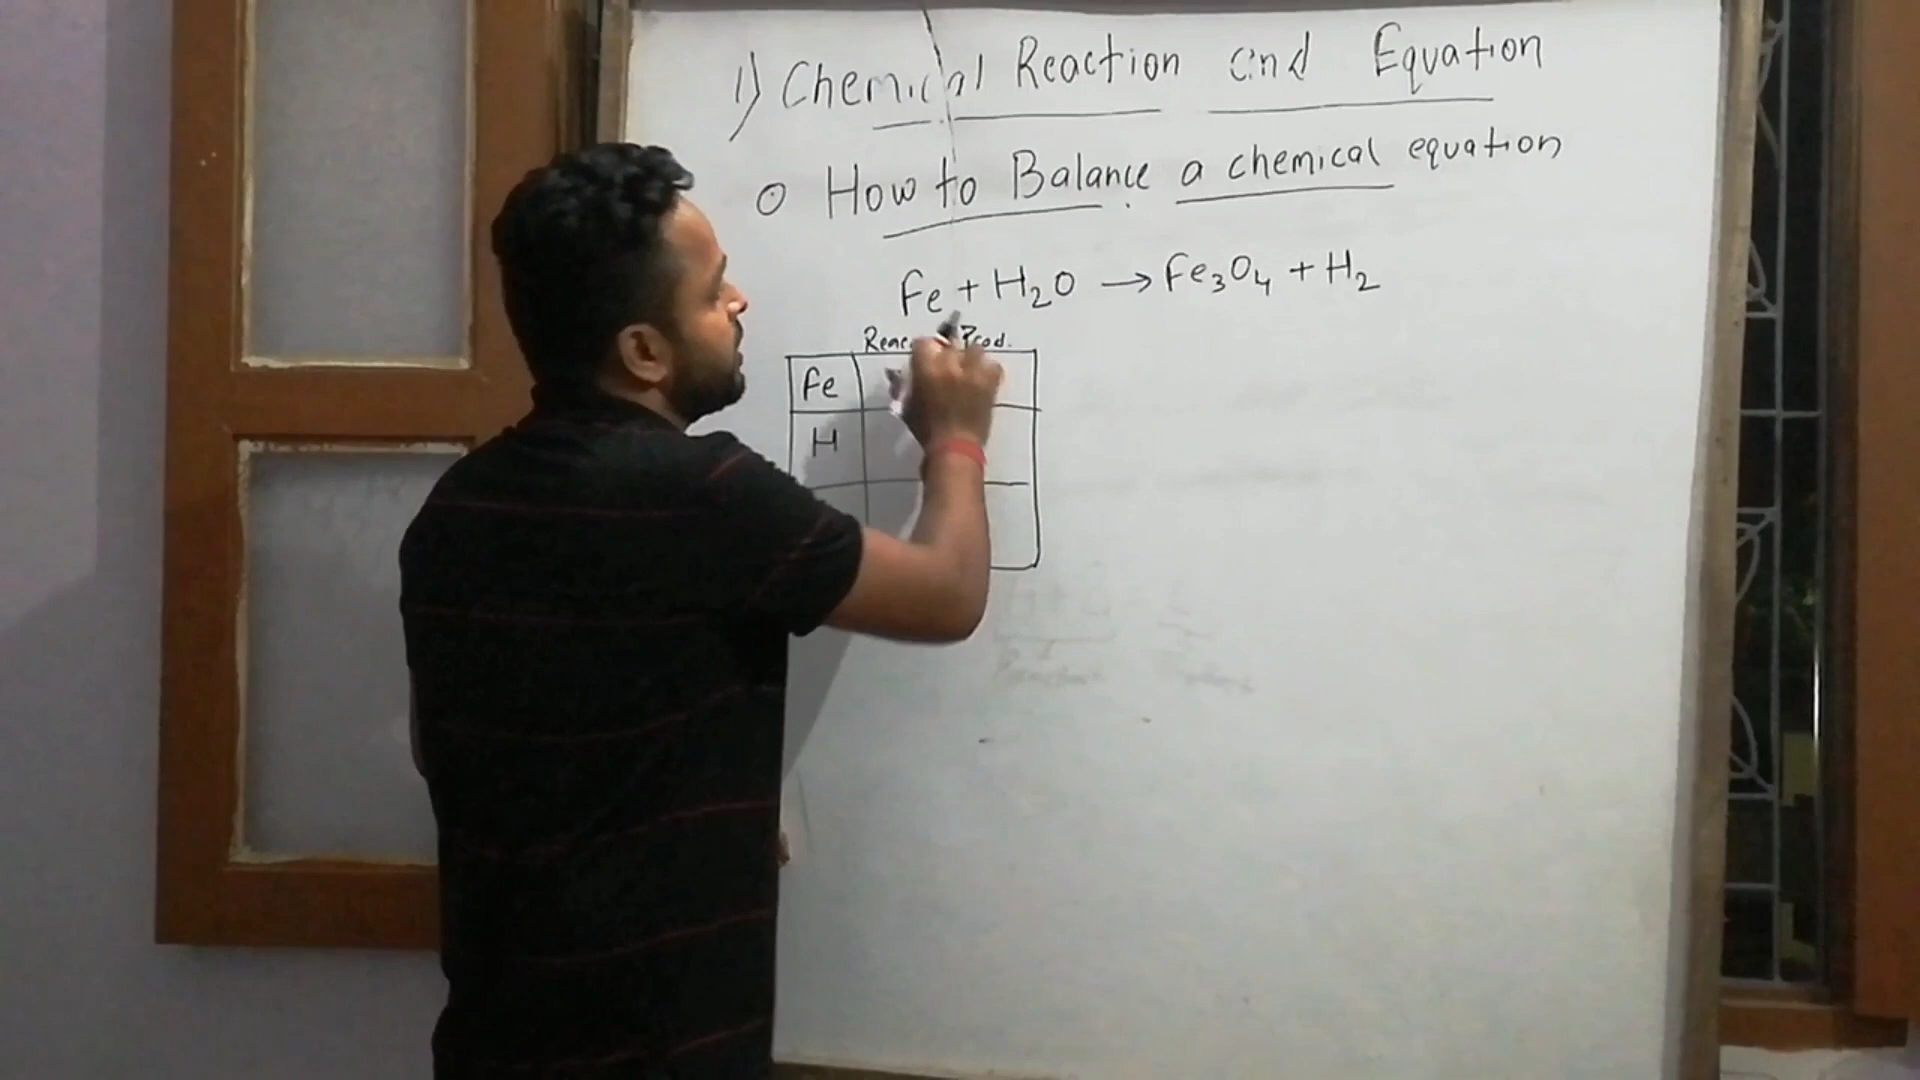 1) Chemical Reaction and Equation
o How to Balance a chemical equation
Fe + H₂O → Fe₃O₄ + H₂
Prod.
Fe
H